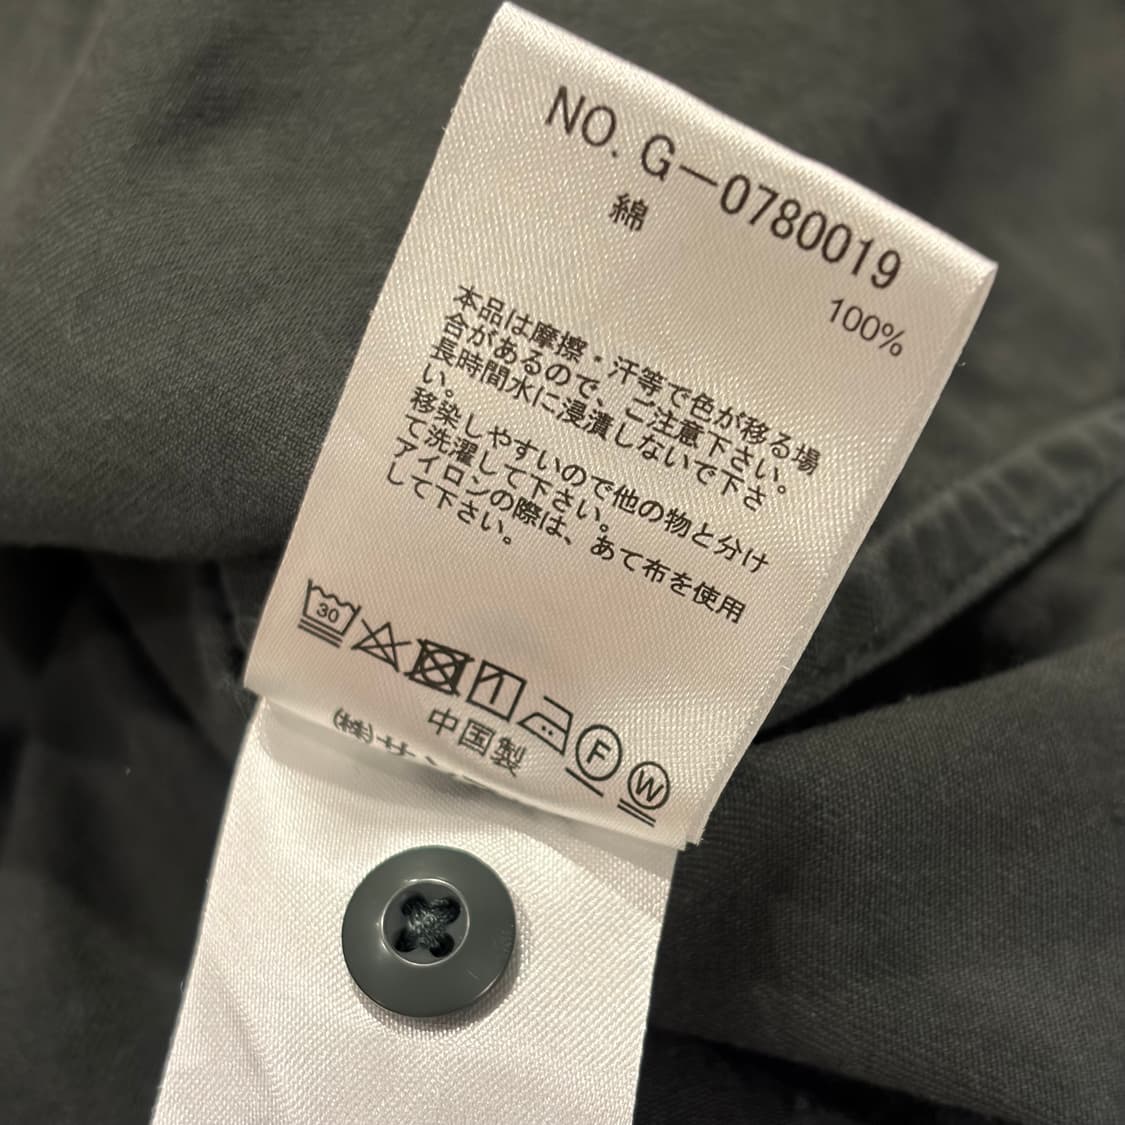 NO. G-0780019
綿 100%
本品は摩擦・汗等で色が移る場
合があるので、ご注意下さい。
長時間水に浸漬しないで下さ
い。
移染しやすいので他の物と分け
て洗濯して下さい。
アイロンの際は、あて布を使用
して下さい。
30
F
W
中国製
(株)サン